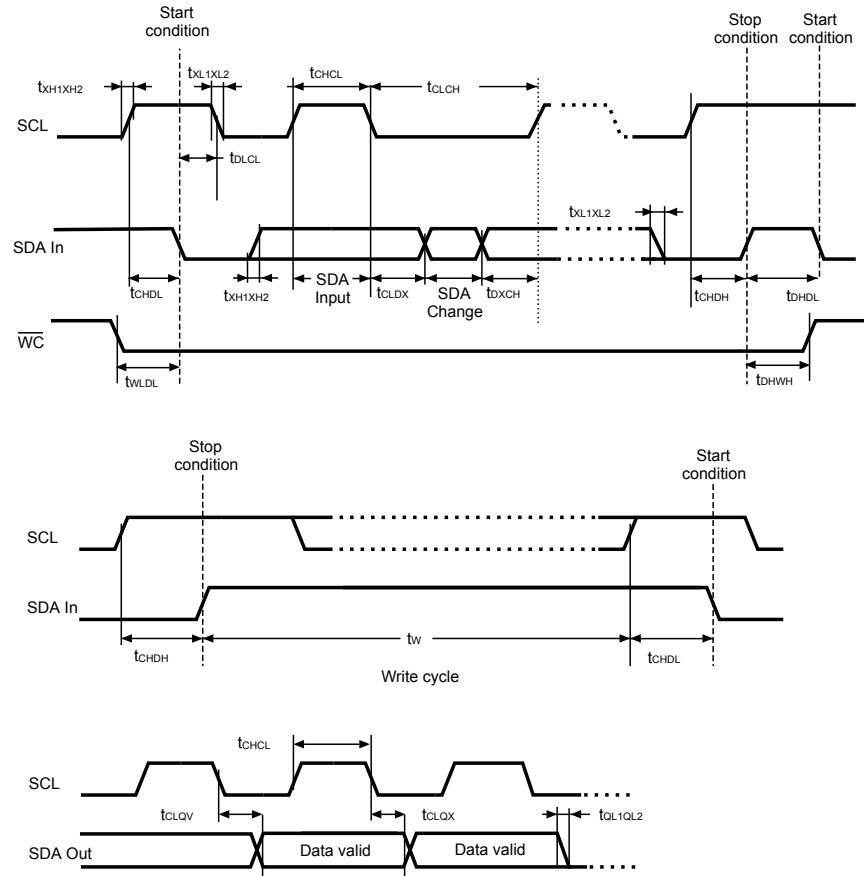 Start
condition
Stop
condition
Start
condition
tXH1XH2
tXL1XL2
tCHCL
tCLCH
SCL
tDLCL
tXL1XL2
SDA In
tCHDL
tXH1XH2
SDA
Input
tCLDX
SDA
Change
tDXCH
tCHDH
tDHDL
WC
tWLDL
tDHWH
Stop
condition
Start
condition
SCL
SDA In
tCHDH
tW
tCHDL
Write cycle
tCHCL
SCL
tCLQV
tCLQX
tQL1QL2
SDA Out
Data valid
Data valid